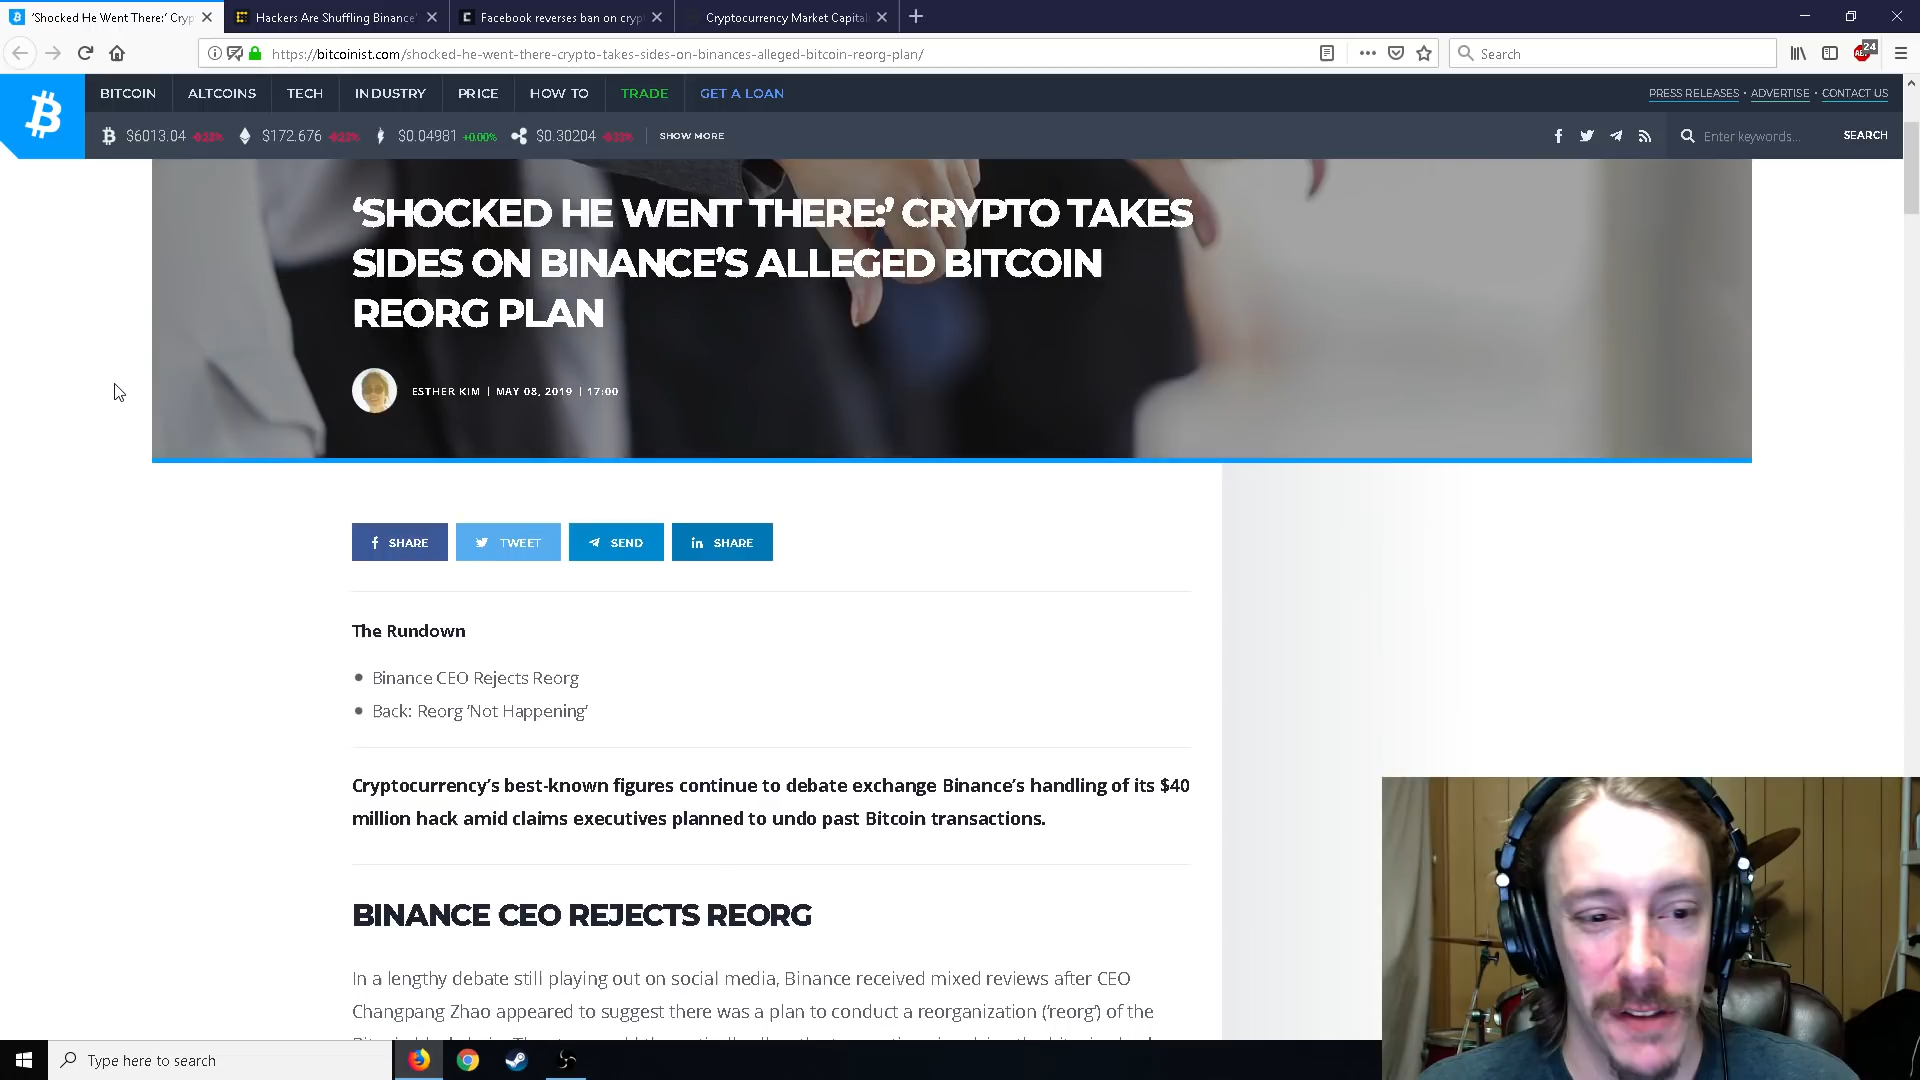 'Shocked He Went There:' Cryp
Hackers Are Shuffling Binance'
Facebook reverses ban on cryp
Cryptocurrency Market Capital
https://bitcoinist.com/shocked-he-went-there-crypto-takes-sides-on-binances-alleged-bitcoin-reorg-plan/
Search
24
BITCOIN ALTCOINS TECH INDUSTRY PRICE HOW TO TRADE GET A LOAN
PRESS RELEASES • ADVERTISE • CONTACT US
$6013.04 -0.22% $172.676 -0.22% $0.04981 +0.00% $0.30204 -0.23% SHOW MORE
Enter keywords... SEARCH
‘SHOCKED HE WENT THERE:’ CRYPTO TAKES
SIDES ON BINANCE’S ALLEGED BITCOIN
REORG PLAN
ESTHER KIM | MAY 08, 2019 | 17:00
SHARE TWEET SEND SHARE
The Rundown
Binance CEO Rejects Reorg
Back: Reorg ‘Not Happening’
Cryptocurrency’s best-known figures continue to debate exchange Binance’s handling of its $40
million hack amid claims executives planned to undo past Bitcoin transactions.
BINANCE CEO REJECTS REORG
In a lengthy debate still playing out on social media, Binance received mixed reviews after CEO
Changpang Zhao appeared to suggest there was a plan to conduct a reorganization (‘reorg’) of the
Type here to search